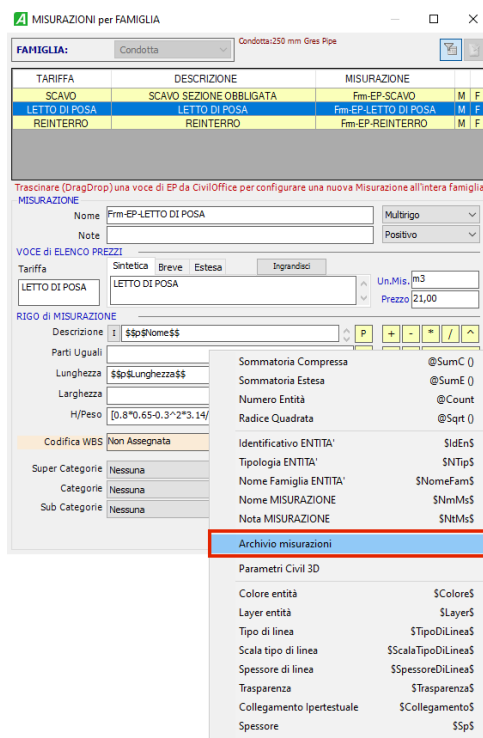 MISURAZIONI per FAMIGLIA
FAMIGLIA: Condotta Condotta:250 mm Gres Pipe
TARIFFA DESCRIZIONE MISURAZIONE
SCAVO SCAVO SEZIONE OBBLIGATA Frm-EP-SCAVO M F
LETTO DI POSA LETTO DI POSA Frm-EP-LETTO DI POSA M F
REINTERRO REINTERRO Frm-EP-REINTERRO M F
Trascinare (DragDrop) una voce di EP da CivilOffice per configurare una nuova Misurazione all'intera famiglia
MISURAZIONE
Nome Frm-EP-LETTO DI POSA Multirigo
Note Positivo
VOCE di ELENCO PREZZI
Tariffa Sintetica Breve Estesa Ingrandisci
LETTO DI POSA LETTO DI POSA Un.Mis. m3
Prezzo 21,00
RIGO di MISURAZIONE
Descrizione I $$p$Nome$$ P + - * / ^
Parti Uguali
Lunghezza $$p$Lunghezza$$
Larghezza
H/Peso [0.8*0.65-0.3^2*3.14/
Codifica WBS Non Assegnata
Super Categorie Nessuna
Categorie Nessuna
Sub Categorie Nessuna
Sommatoria Compressa @SumC ()
Sommatoria Estesa @SumE ()
Numero Entità @Count
Radice Quadrata @Sqrt ()
Identificativo ENTITA' $IdEn$
Tipologia ENTITA' $NTip$
Nome Famiglia ENTITA' $NomeFam$
Nome MISURAZIONE $NmMs$
Nota MISURAZIONE $NtMs$
Archivio misurazioni
Parametri Civil 3D
Colore entità $Colore$
Layer entità $Layer$
Tipo di linea $TipoDiLinea$
Scala tipo di linea $ScalaTipoDiLinea$
Spessore di linea $SpessoreDiLinea$
Trasparenza $Trasparenza$
Collegamento Ipertestuale $Collegamento$
Spessore $Sp$